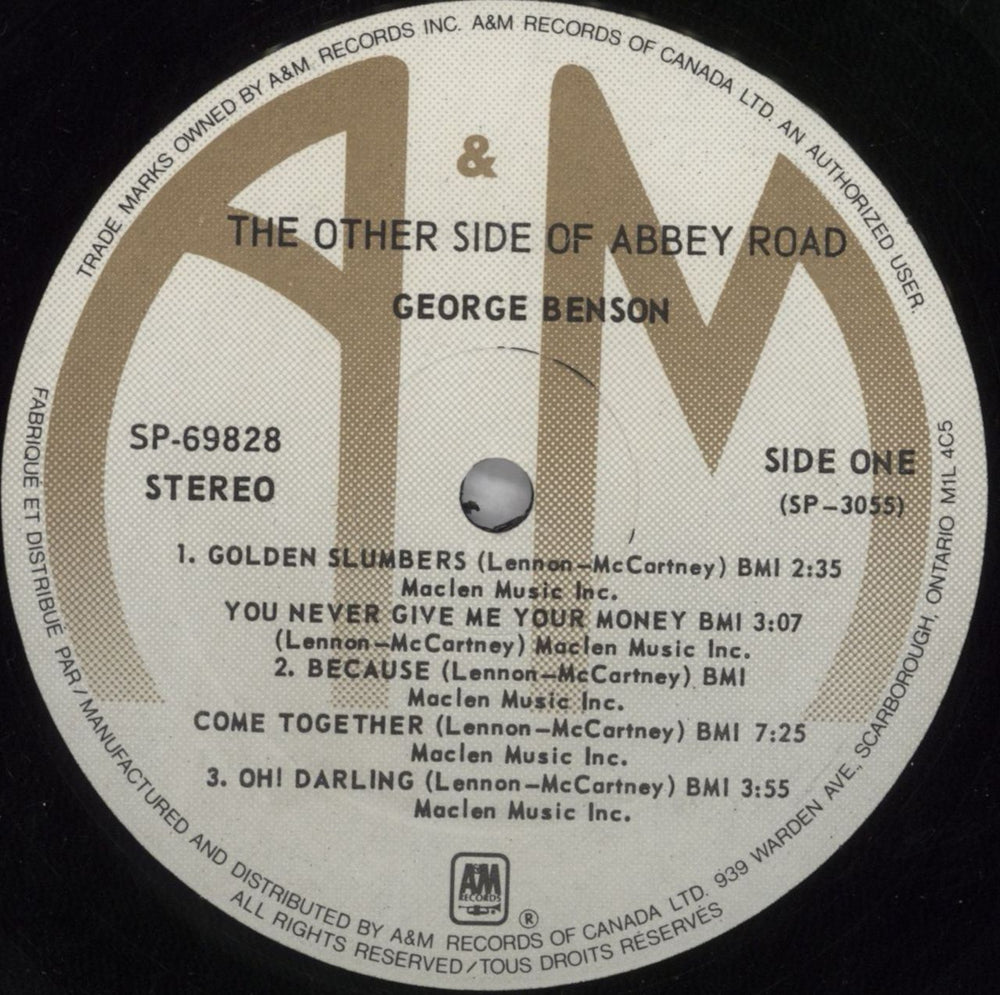 TRADE MARKS OWNED BY A&M RECORDS INC. A&M RECORDS OF CANADA LTD. AN AUTHORIZED USER.
&
THE OTHER SIDE OF ABBEY ROAD
GEORGE BENSON
SP-69828
STEREO
SIDE ONE
(SP-3055)
1. GOLDEN SLUMBERS (Lennon-McCartney) BMI 2:35
Maclen Music Inc.
YOU NEVER GIVE ME YOUR MONEY BMI 3:07
(Lennon-McCartney) Maclen Music Inc.
2. BECAUSE (Lennon-McCartney) BMI
Maclen Music Inc.
COME TOGETHER (Lennon-McCartney) BMI 7:25
Maclen Music Inc.
3. OH! DARLING (Lennon-McCartney) BMI 3:55
Maclen Music Inc.
A&M
RECORDS
®
FABRIQUÉ ET DISTRIBUÉ PAR/MANUFACTURED AND DISTRIBUTED BY A&M RECORDS OF CANADA LTD. 939 WARDEN AVE., SCARBOROUGH, ONTARIO M1L 4C5
ALL RIGHTS RESERVED/TOUS DROITS RÉSERVÉS